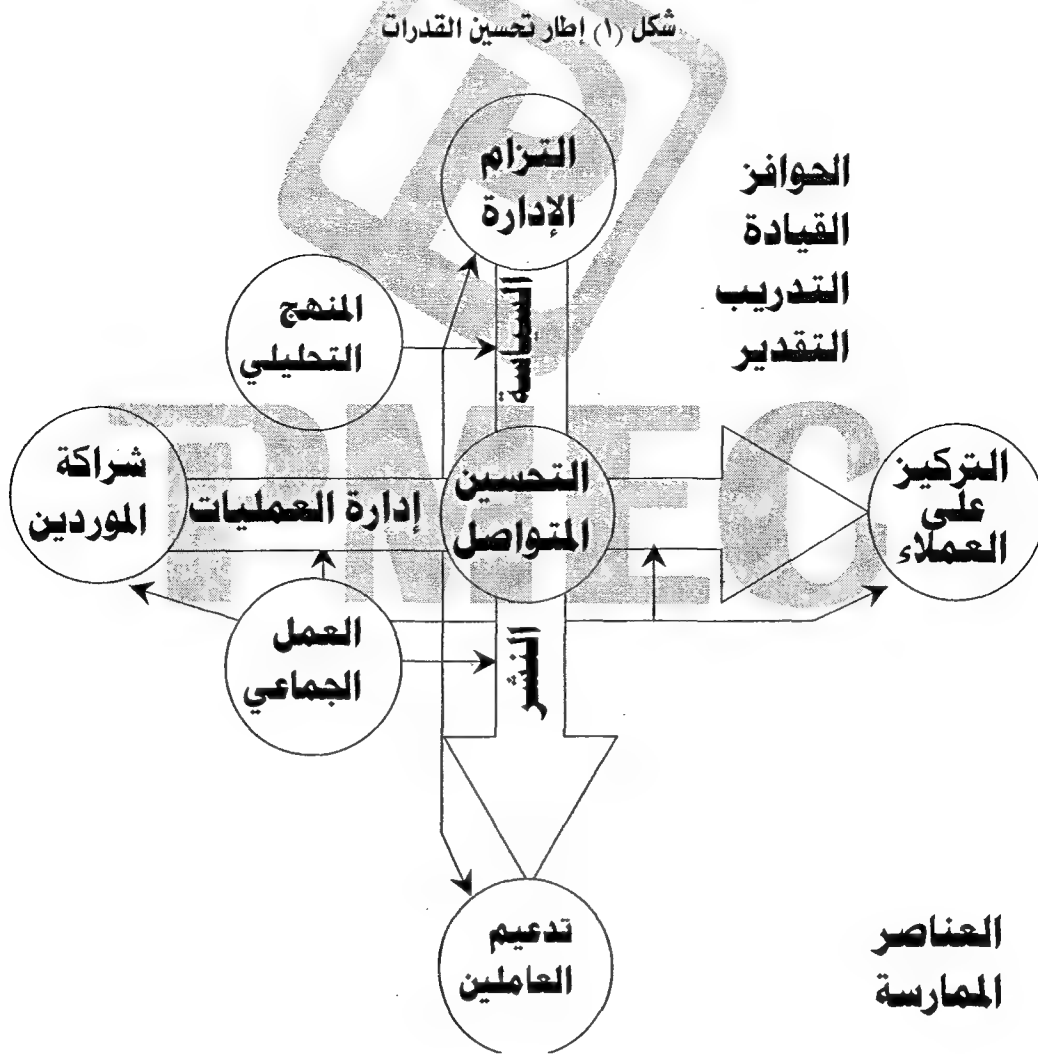 شكل (١) إطار تحسين القدرات
التزام
الإدارة
الحوافز
القيادة
التدريب
التقدير
السياسة
المنهج
التحليلي
شراكة
الموردين
إدارة العمليات
التحسين
المتواصل
التركيز
على
العملاء
العمل
الجماعي
النشر
تدعيم
العاملين
العناصر
الممارسة
PMEC